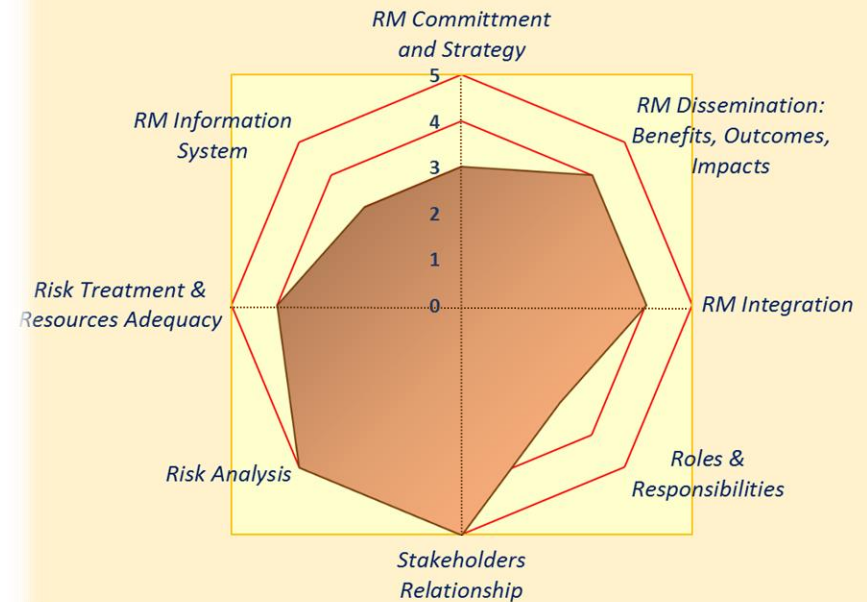 RM Committment
and Strategy
RM Dissemination:
Benefits, Outcomes,
Impacts
RM Integration
Roles &
Responsibilities
Stakeholders
Relationship
Risk Analysis
Risk Treatment &
Resources Adequacy
RM Information
System
5
4
3
2
1
0